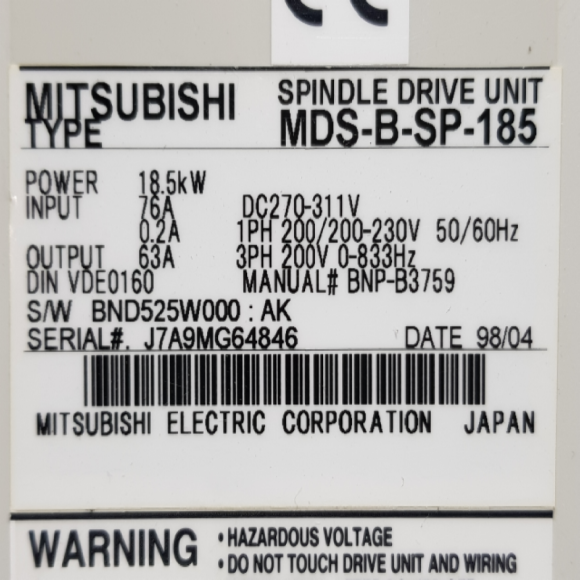 CE
MITSUBISHI SPINDLE DRIVE UNIT
TYPE MDS-B-SP-185
POWER 18.5kW
INPUT 76A DC270-311V
0.2A 1PH 200/200-230V 50/60Hz
OUTPUT 63A 3PH 200V 0-833Hz
DIN VDE0160 MANUAL# BNP-B3759
S/W BND525W000 : AK
SERIAL#. J7A9MG64846 DATE 98/04
MITSUBISHI ELECTRIC CORPORATION JAPAN
WARNING
• HAZARDOUS VOLTAGE
• DO NOT TOUCH DRIVE UNIT AND WIRING